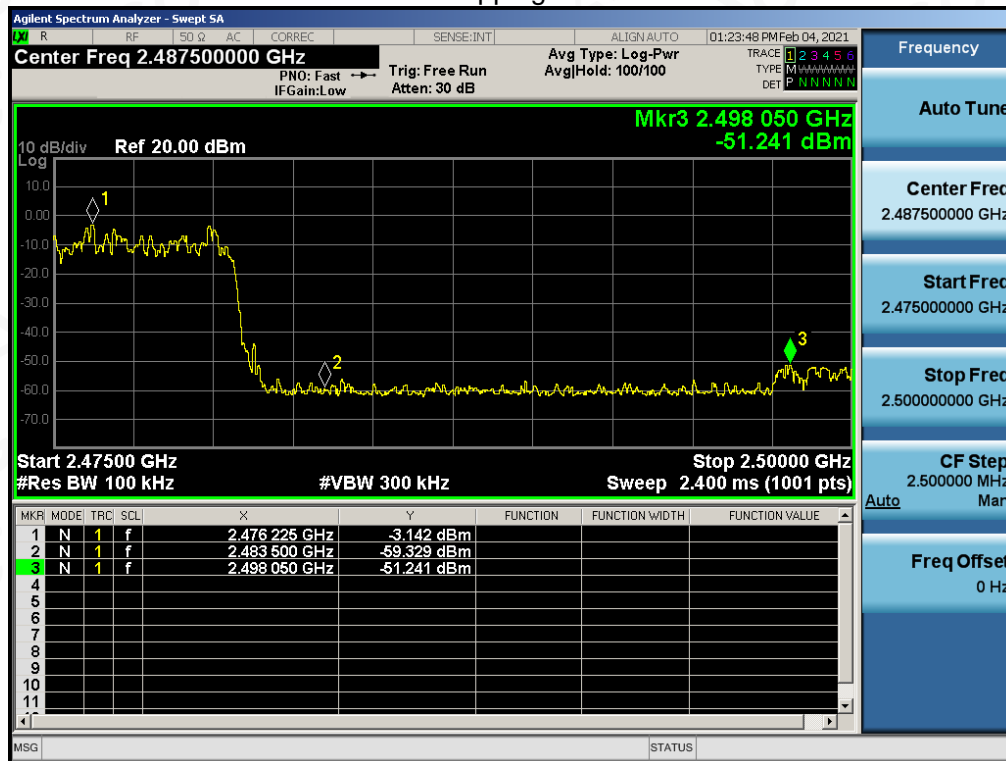 Agilent Spectrum Analyzer - Swept SA
LXI R RF 50 Ω AC CORREC SENSE:INT ALIGN AUTO 01:23:48 PM Feb 04, 2021
Center Freq 2.487500000 GHz
PNO: Fast
IFGain:Low
Trig: Free Run
Atten: 30 dB
Avg Type: Log-Pwr
Avg|Hold: 100/100
TRACE 1 2 3 4 5 6
TYPE M
DET P N N N N N
Mkr3 2.498 050 GHz
-51.241 dBm
10 dB/div Ref 20.00 dBm
Log
10.0
0.00
-10.0
-20.0
-30.0
-40.0
-50.0
-60.0
-70.0
1
2
3
Start 2.47500 GHz Stop 2.50000 GHz
#Res BW 100 kHz #VBW 300 kHz Sweep 2.400 ms (1001 pts)
MKR MODE TRC SCL X Y FUNCTION FUNCTION WIDTH FUNCTION VALUE
1 N 1 f 2.476 225 GHz -3.142 dBm
2 N 1 f 2.483 500 GHz -59.329 dBm
3 N 1 f 2.498 050 GHz -51.241 dBm
4
5
6
7
8
9
10
11
MSG STATUS
Frequency
Auto Tune
Center Freq
2.487500000 GHz
Start Freq
2.475000000 GHz
Stop Freq
2.500000000 GHz
CF Step
2.500000 MHz
Auto Man
Freq Offset
0 Hz